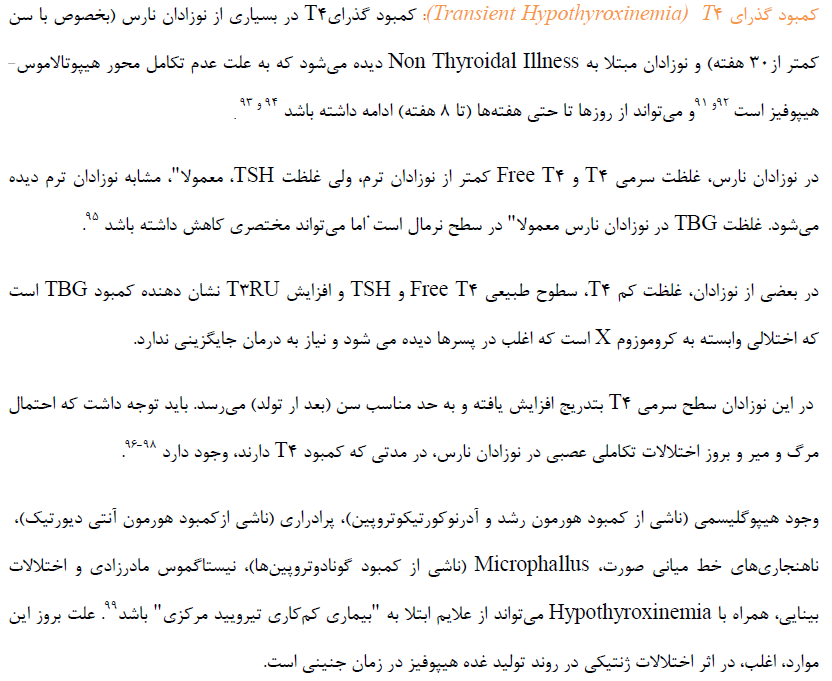 کمبود گذرای T۴ (Transient Hypothyroxinemia): کمبود گذرایT۴ در بسیاری از نوزادان نارس (بخصوص با سن
کمتر از۳۰ هفته) و نوزادان مبتلا به Non Thyroidal Illness دیده می‌شود که به علت عدم تکامل محور هیپوتالاموس-
هیپوفیز است ۹۱و ۹۲و می‌تواند از روزها تا حتی هفته‌ها (تا ۸ هفته) ادامه داشته باشد ۹۳ و ۹۴ .
در نوزادان نارس، غلظت سرمی T۴ و Free T۴ کمتر از نوزادان ترم، ولی غلظت TSH، معمولا"، مشابه نوزادان ترم دیده
می‌شود. غلظت TBG در نوزادان نارس معمولا" در سطح نرمال است اما می‌تواند مختصری کاهش داشته باشد ۹۵.
در بعضی از نوزادان، غلظت کم T۴، سطوح طبیعی Free T۴ و TSH و افزایش T۳RU نشان دهنده کمبود TBG است
که اختلالی وابسته به کروموزوم X است که اغلب در پسرها دیده می شود و نیاز به درمان جایگزینی ندارد.
در این نوزادان سطح سرمی T۴ بتدریج افزایش یافته و به حد مناسب سن (بعد ار تولد) می‌رسد. باید توجه داشت که احتمال
مرگ و میر و بروز اختلالات تکاملی عصبی در نوزادان نارس، در مدتی که کمبود T۴ دارند، وجود دارد ۹۸-۹۶.
وجود هیپوگلیسمی (ناشی از کمبود هورمون رشد و آدرنوکورتیکوتروپین)، پرادراری (ناشی ازکمبود هورمون آنتی دیورتیک)،
ناهنجاری‌های خط میانی صورت، Microphallus (ناشی از کمبود گونادوتروپین‌ها)، نیستاگموس مادرزادی و اختلالات
بینایی، همراه با Hypothyroxinemia می‌تواند از علایم ابتلا به "بیماری کم‌کاری تیرویید مرکزی" باشد۹۹. علت بروز این
موارد، اغلب، در اثر اختلالات ژنتیکی در روند تولید غده هیپوفیز در زمان جنینی است.